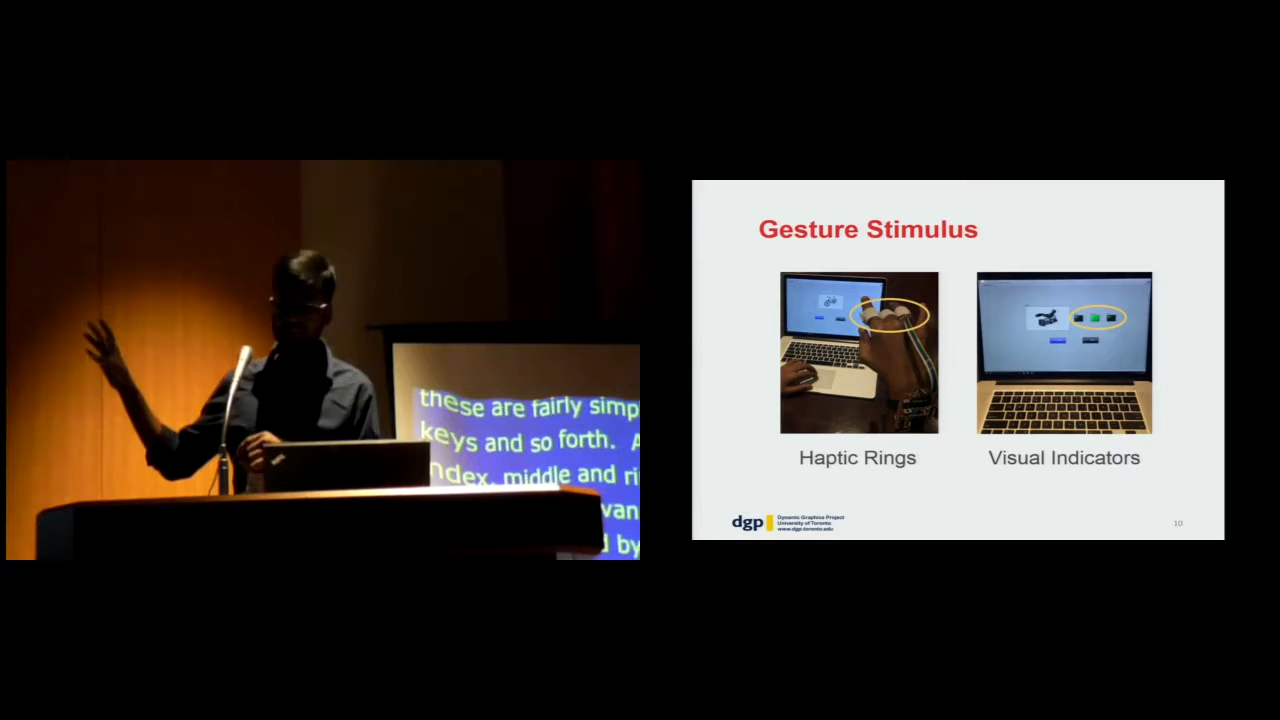 these are fairly simp
keys and so forth. A
index, middle and ri
van
d by
Gesture Stimulus
Haptic Rings
Visual Indicators
dgp
Dynamic Graphics Project
University of Toronto
www.dgp.toronto.edu
10